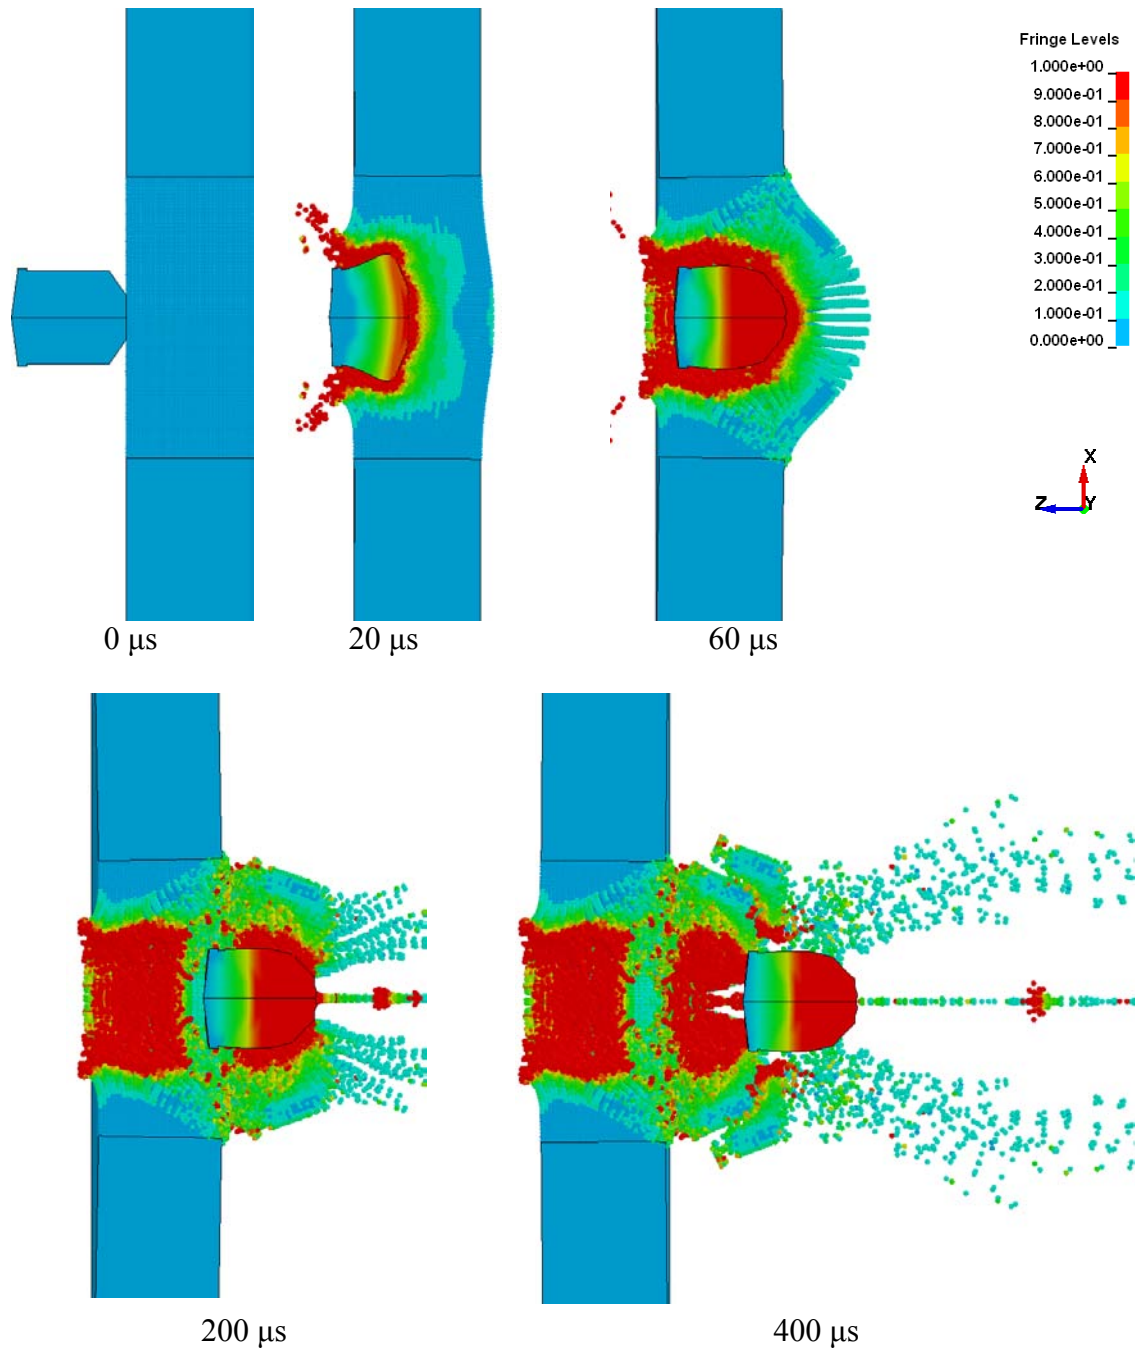 Fringe Levels
1.000e+00
9.000e-01
8.000e-01
7.000e-01
6.000e-01
5.000e-01
4.000e-01
3.000e-01
2.000e-01
1.000e-01
0.000e+00
X
Z Y
0 μs 20 μs 60 μs
200 μs 400 μs